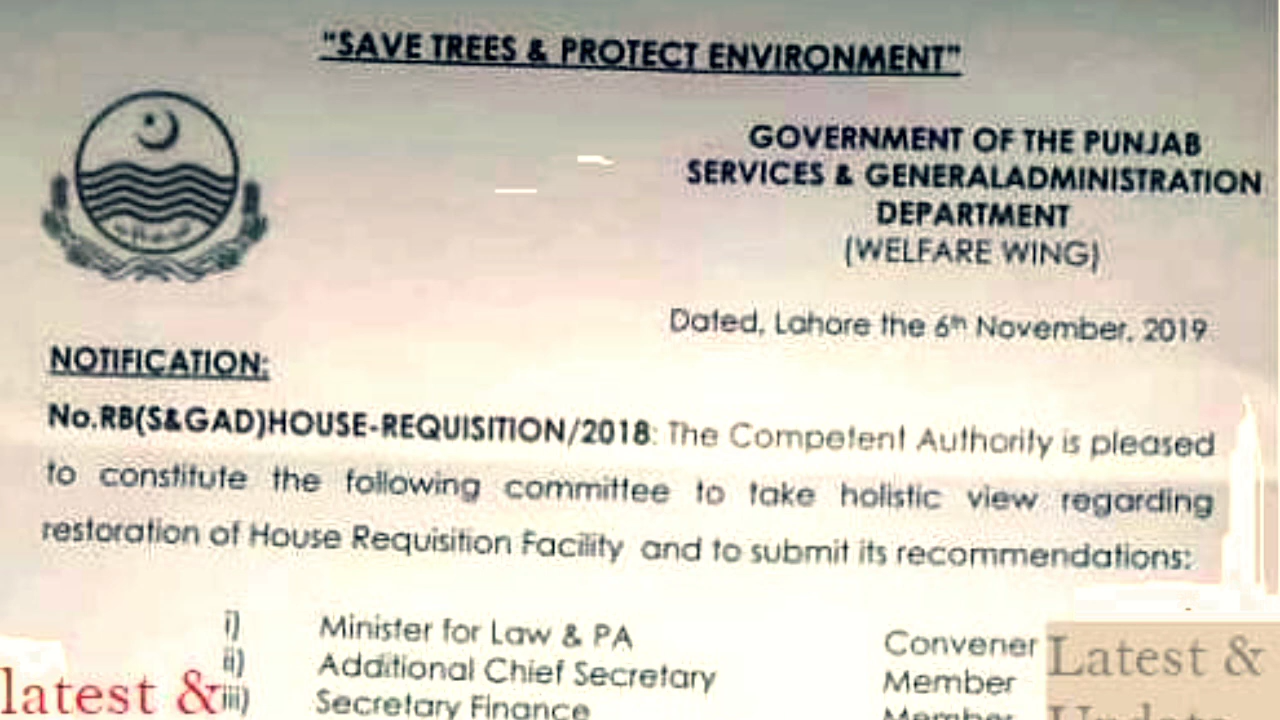 "SAVE TREES & PROTECT ENVIRONMENT"
GOVERNMENT OF THE PUNJAB
SERVICES & GENERALADMINISTRATION
DEPARTMENT
(WELFARE WING)
Dated, Lahore the 6th November, 2019
NOTIFICATION:
No.RB(S&GAD)HOUSE-REQUISITION/2018: The Competent Authority is pleased
to constitute the following committee to take holistic view regarding
restoration of House Requisition Facility and to submit its recommendations:
i) Minister for Law & PA Convener
ii) Additional Chief Secretary Member
iii) Secretary Finance Member
latest &
Latest &
Update